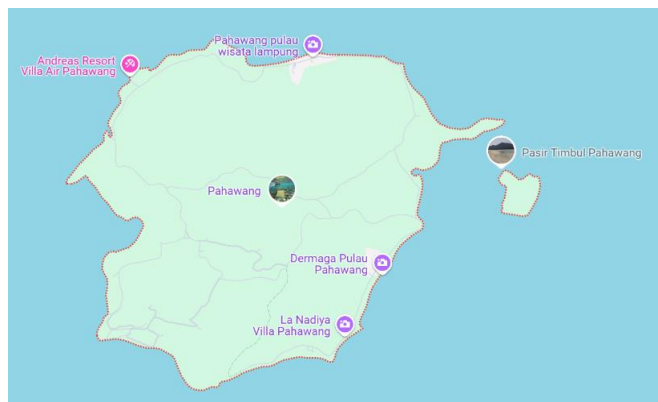 Pahawang pulau
wisata lampung
Andreas Resort
Villa Air Pahawang
Pasir Timbul Pahawang
Pahawang
Dermaga Pulau
Pahawang
La Nadiya
Villa Pahawang